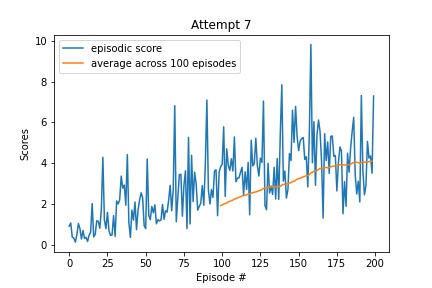 Attempt 7
episodic score
average across 100 episodes
Scores
10
8
6
4
2
0
0 25 50 75 100 125 150 175 200
Episode #